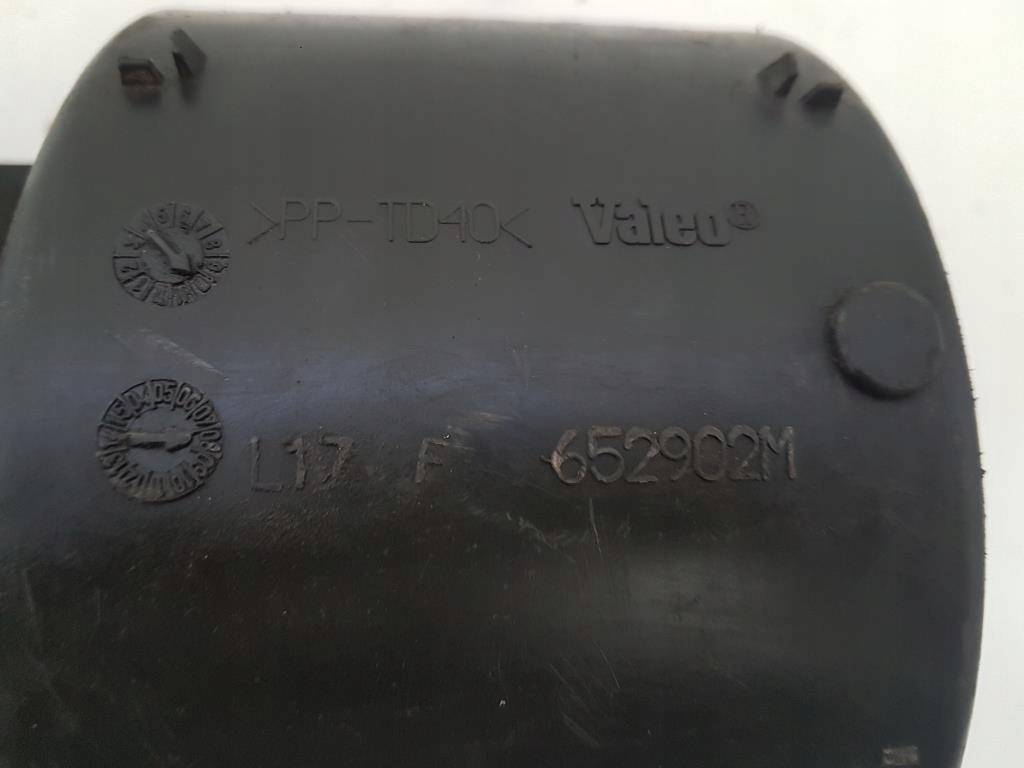 >PP-TD40< Valeo®
L17 F 652902M